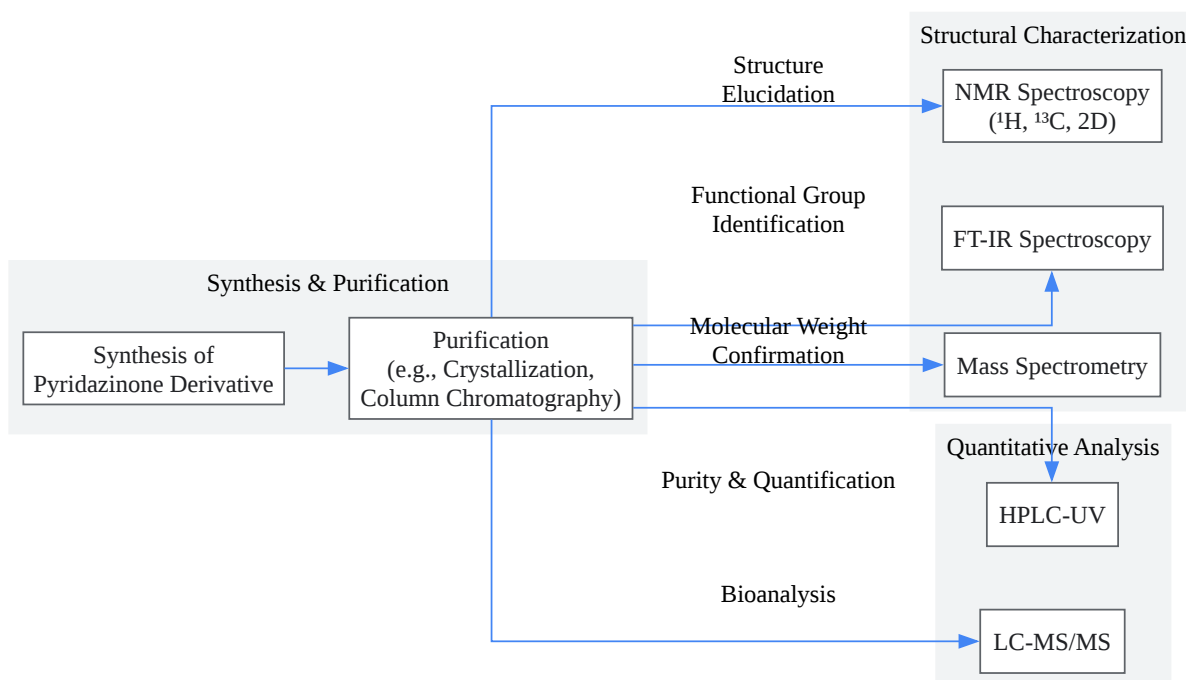 Structural Characterization
Structure
Elucidation
NMR Spectroscopy
(¹H, ¹³C, 2D)
Functional Group
Identification
FT-IR Spectroscopy
Synthesis & Purification
Synthesis of
Pyridazinone Derivative
Purification
(e.g., Crystallization,
Column Chromatography)
Molecular Weight
Confirmation
Mass Spectrometry
Quantitative Analysis
Purity & Quantification
HPLC-UV
Bioanalysis
LC-MS/MS